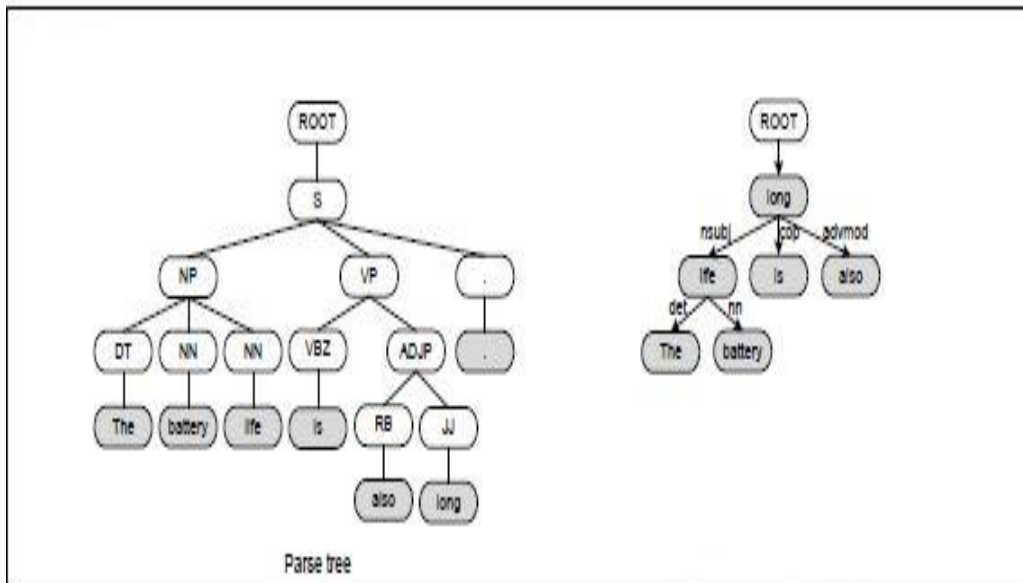 ROOT ROOT
S long
nsubj cop advmod
NP VP . life is also
det nn
DT NN NN VBZ ADJP . The battery
The battery life is RB JJ
also long
Parse tree